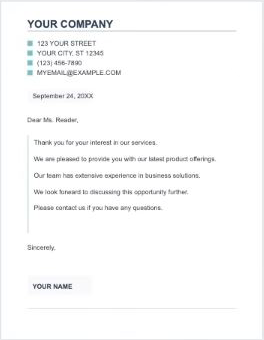 YOUR COMPANY
123 YOUR STREET
YOUR CITY, ST 12345
(123) 456-7890
MYEMAIL@EXAMPLE.COM
September 24, 20XX
Dear Ms. Reader,
Thank you for your interest in our services.
We are pleased to provide you with our latest product offerings.
Our team has extensive experience in business solutions.
We look forward to discussing this opportunity further.
Please contact us if you have any questions.
Sincerely,
YOUR NAME